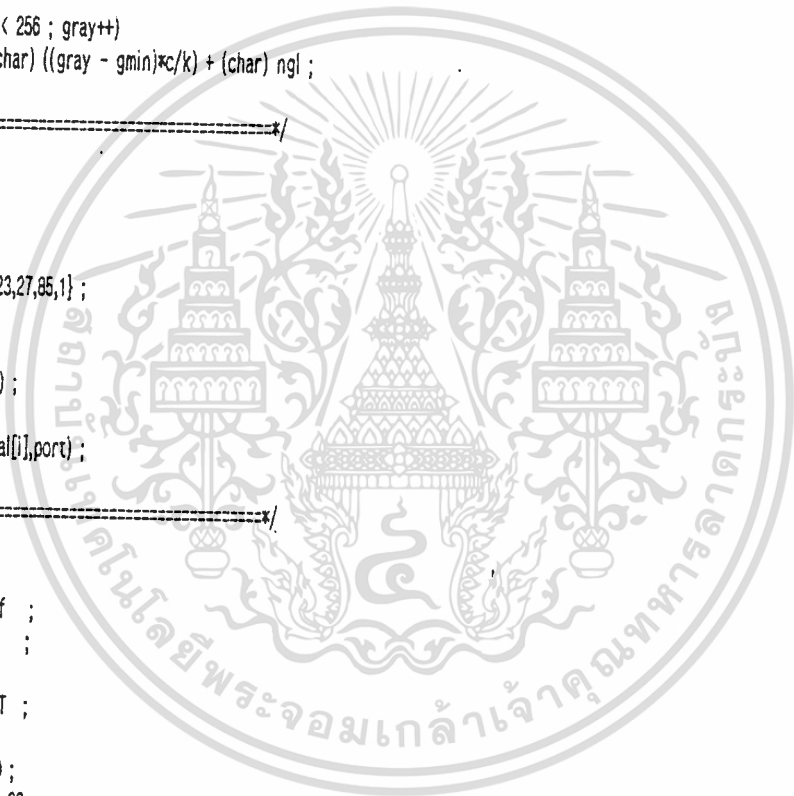 < 256 ; gray++)
char) ((gray - gmin)*c/k) + (char) ngl ;
==================================*/
23,27,85,1} ;
) ;
al[i],port) ;
==================================*/
f ;
;
T ;
) ;
สถาบันเทคโนโลยีพระจอมเกล้าเจ้าคุณทหารลาดกระบัง